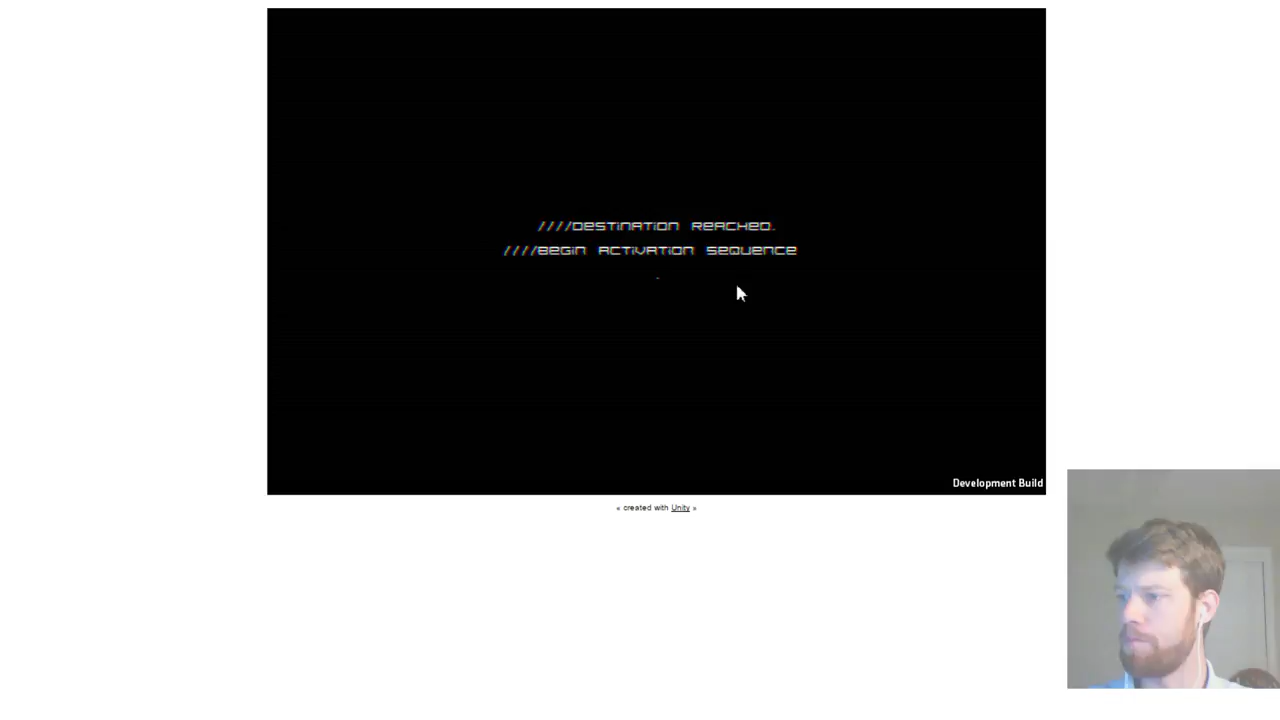 ////DESTINATION REACHED.
////BEGIN ACTIVATION SEQUENCE
Development Build
« created with Unity »